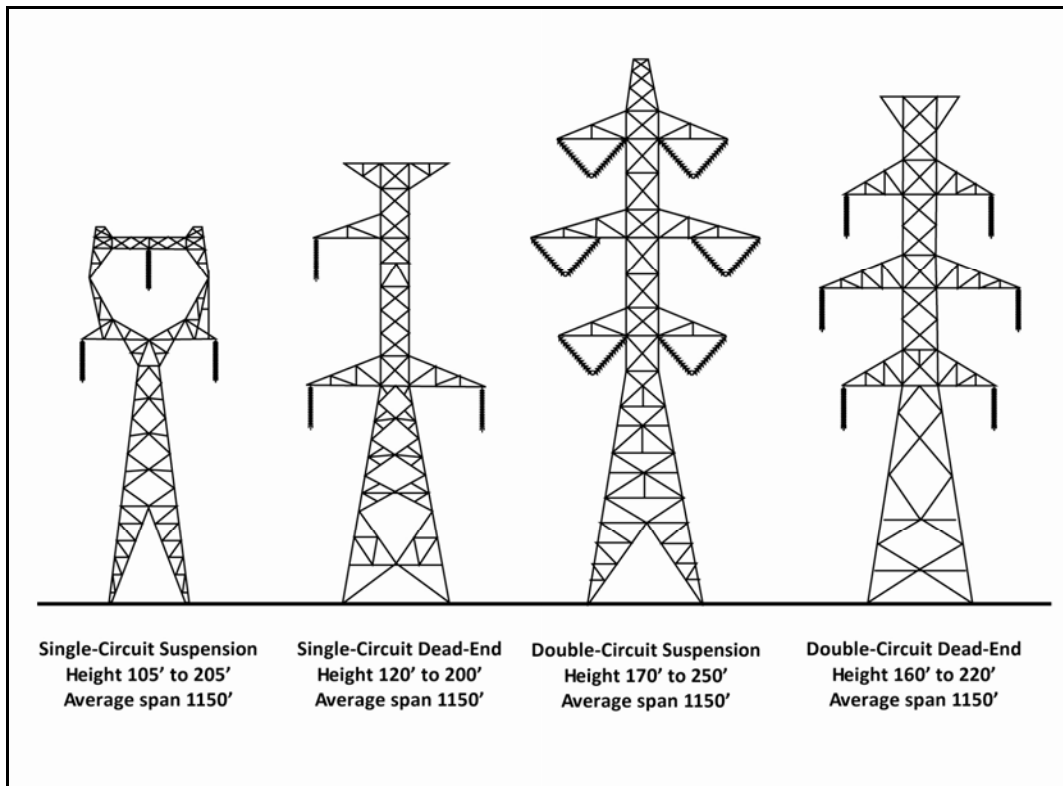 Single-Circuit Suspension
Height 105’ to 205’
Average span 1150’
Single-Circuit Dead-End
Height 120’ to 200’
Average span 1150’
Double-Circuit Suspension
Height 170’ to 250’
Average span 1150’
Double-Circuit Dead-End
Height 160’ to 220’
Average span 1150’